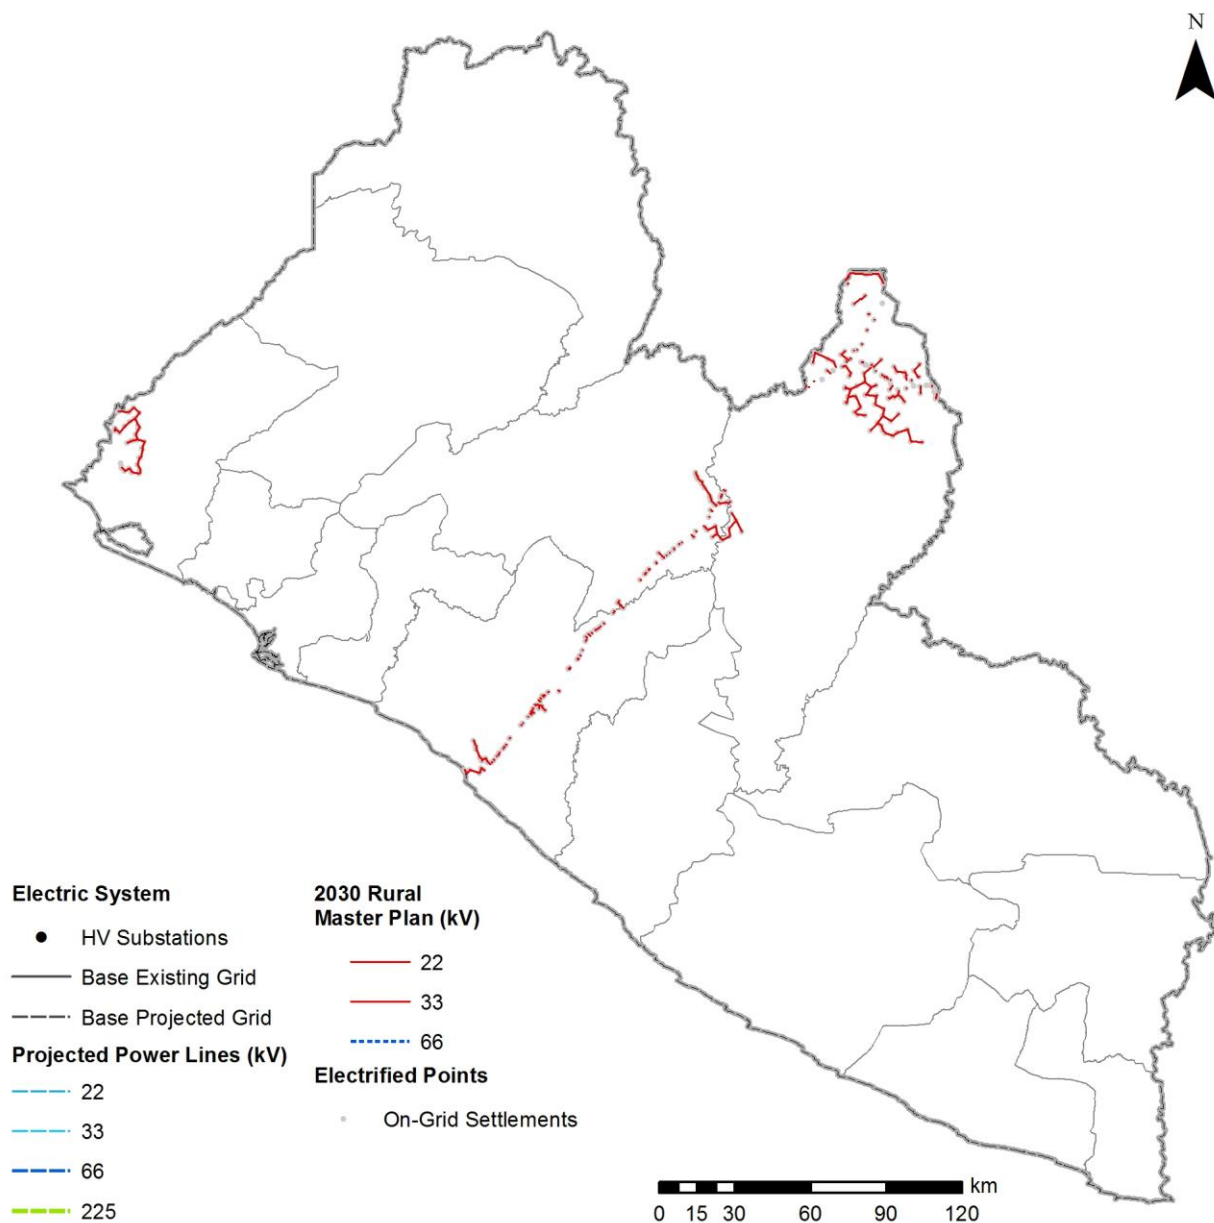 N
Electric System
HV Substations
Base Existing Grid
Base Projected Grid
Projected Power Lines (kV)
22
33
66
225
2030 Rural
Master Plan (kV)
22
33
66
Electrified Points
On-Grid Settlements
km
0 15 30 60 90 120